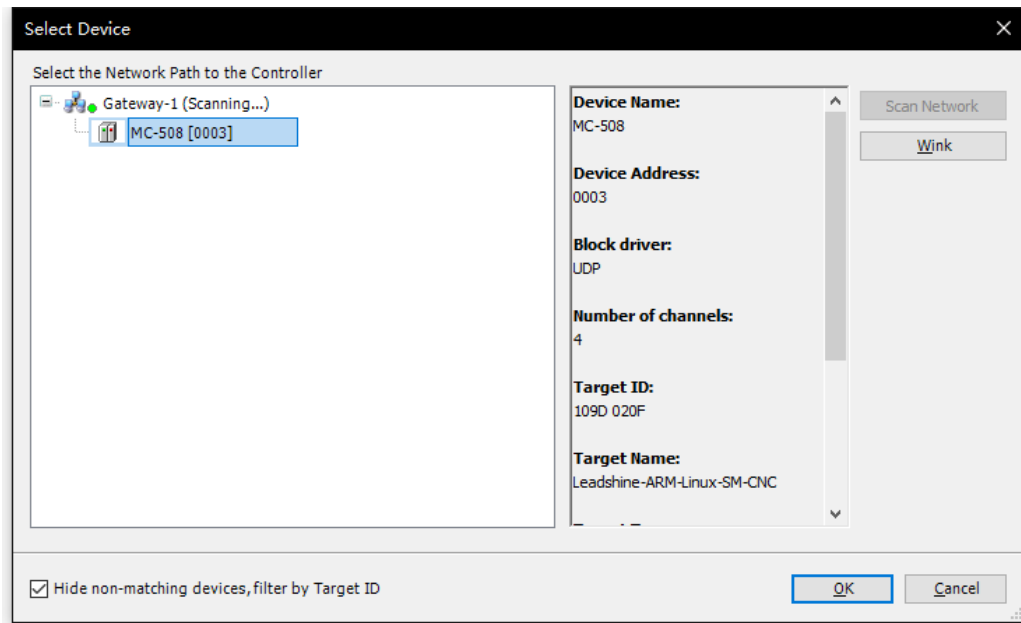 Select Device
Select the Network Path to the Controller
Gateway-1 (Scanning...)
MC-508 [0003]
Device Name:
MC-508
Device Address:
0003
Block driver:
UDP
Number of channels:
4
Target ID:
109D 020F
Target Name:
Leadshine-ARM-Linux-SM-CNC
Scan Network
Wink
Hide non-matching devices, filter by Target ID
OK
Cancel